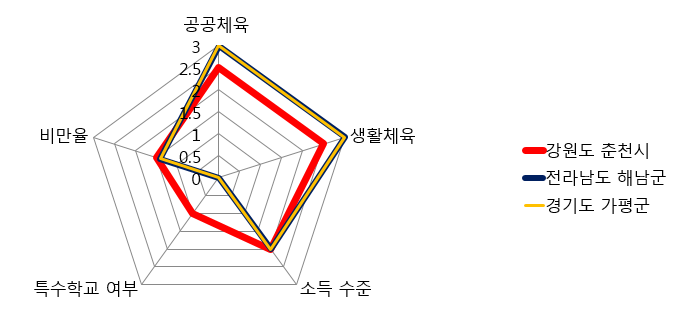 공공체육
3
2.5
2
1.5
1
0.5
0
생활체육
소득 수준
특수학교 여부
비만율
강원도 춘천시
전라남도 해남군
경기도 가평군